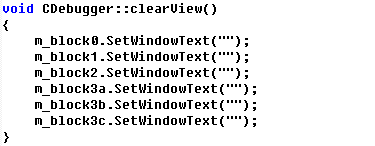 void CDebugger::clearView()
{
    m_block0.SetWindowText("");
    m_block1.SetWindowText("");
    m_block2.SetWindowText("");
    m_block3a.SetWindowText("");
    m_block3b.SetWindowText("");
    m_block3c.SetWindowText("");
}